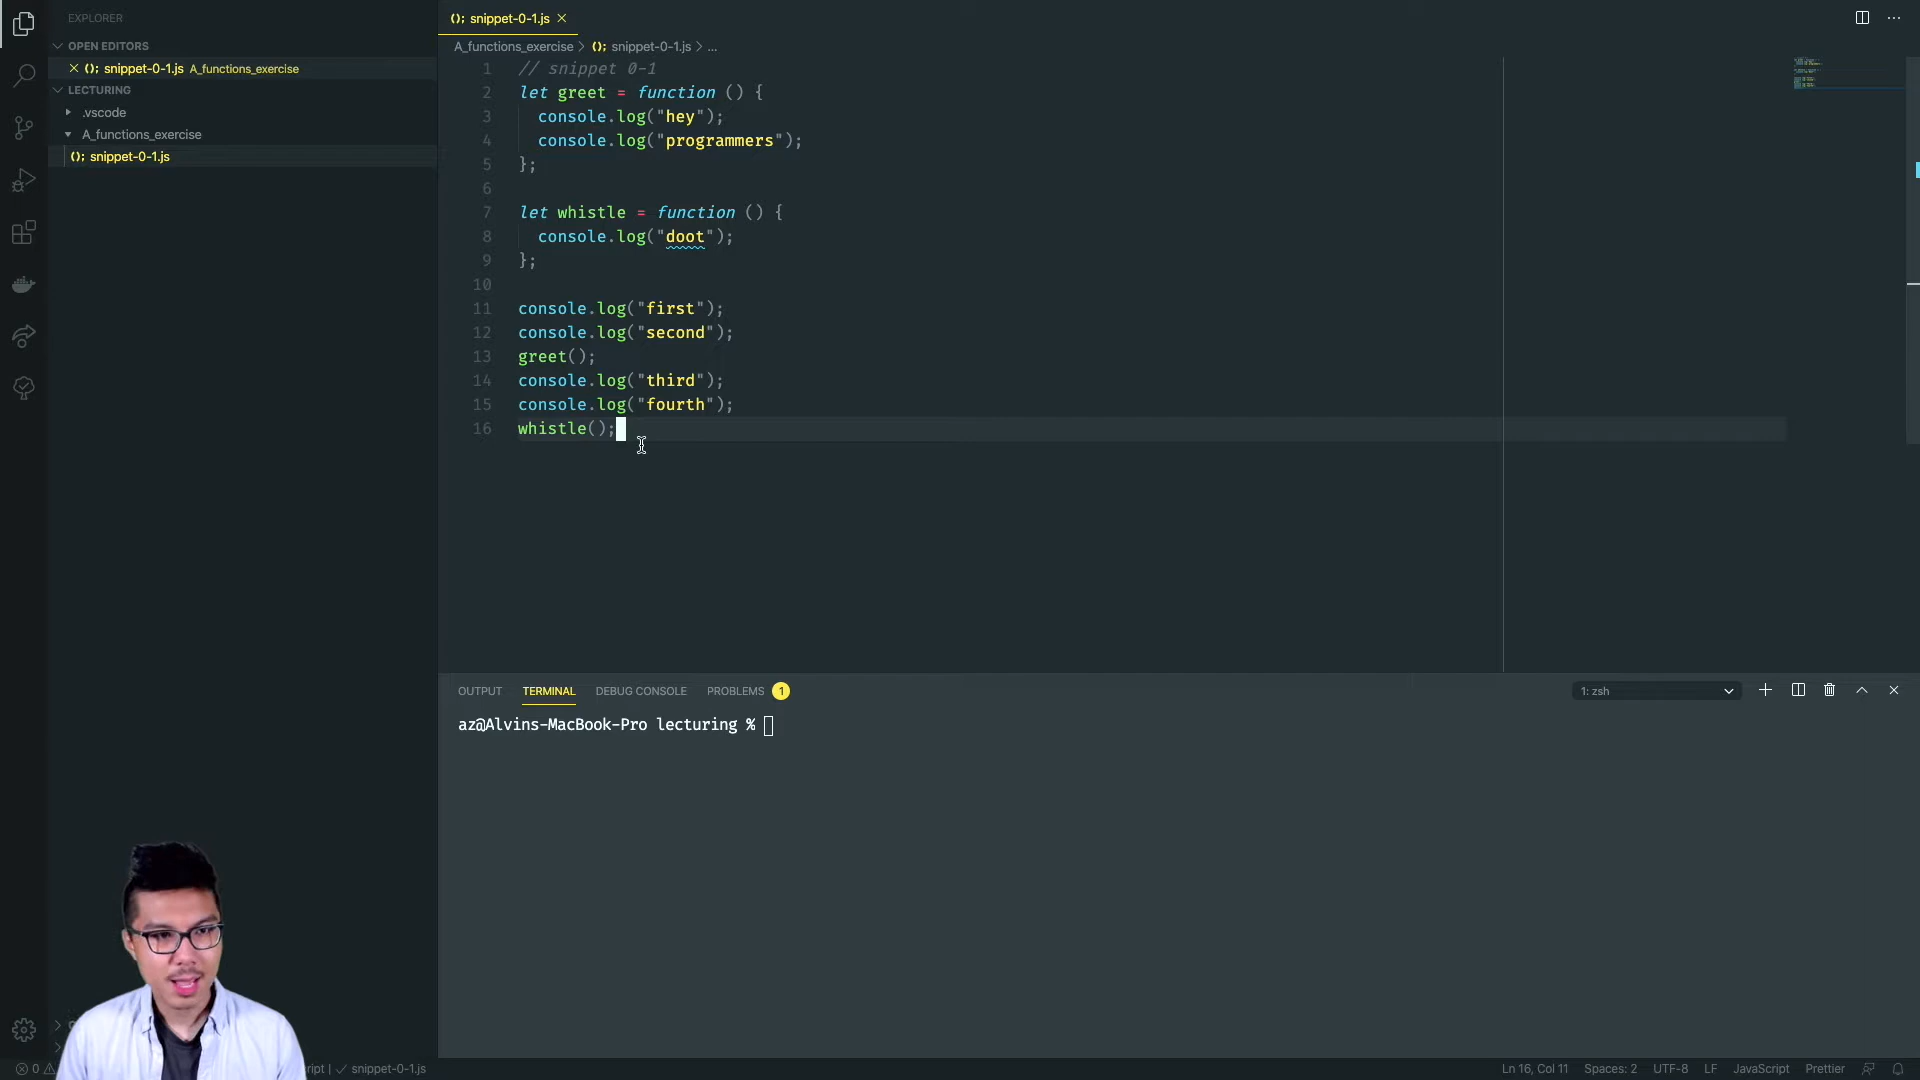 EXPLORER
OPEN EDITORS
snippet-0-1.js A_functions_exercise
LECTURING
.vscode
A_functions_exercise
(); snippet-0-1.js
(); snippet-0-1.js
A_functions_exercise > (); snippet-0-1.js > ...
1 // snippet 0-1
2 let greet = function () {
3 console.log("hey");
4 console.log("programmers");
5 };
6
7 let whistle = function () {
8 console.log("doot");
9 };
10
11 console.log("first");
12 console.log("second");
13 greet();
14 console.log("third");
15 console.log("fourth");
16 whistle();
OUTPUT TERMINAL DEBUG CONSOLE PROBLEMS 1
1: zsh
az@Alvins-MacBook-Pro lecturing %
0
ript | ✓ snippet-0-1.js
Ln 16, Col 11 Spaces: 2 UTF-8 LF JavaScript Prettier